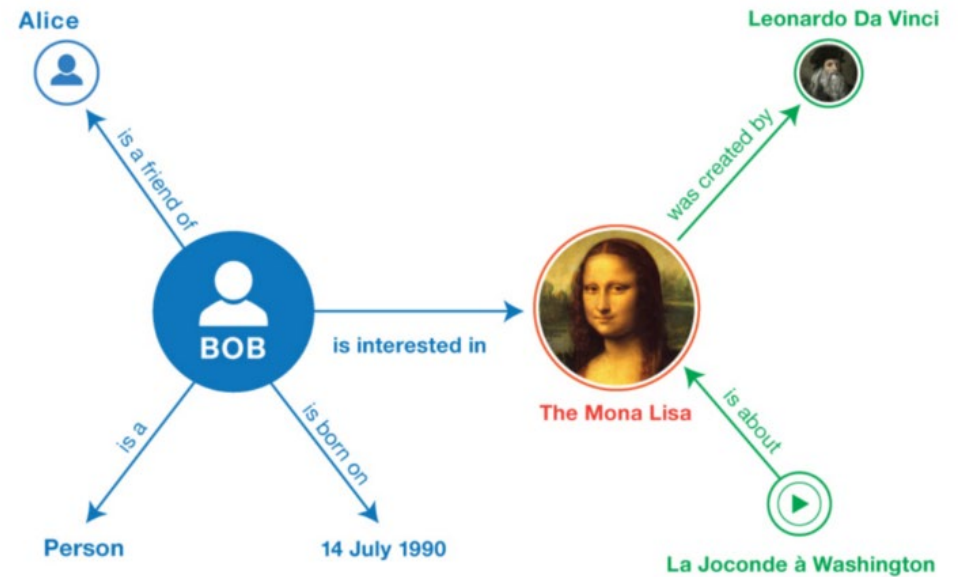 Alice
Leonardo Da Vinci
is a friend of
was created by
BOB
is interested in
The Mona Lisa
is a
is born on
is about
Person
14 July 1990
La Joconde à Washington